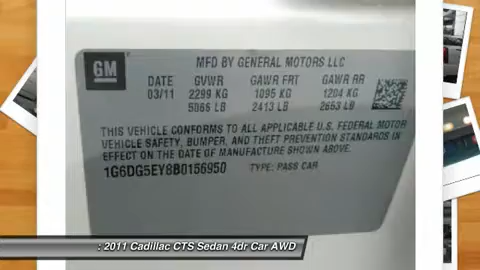 GM
MFD BY GENERAL MOTORS LLC
DATE GVWR GAWR FRT GAWR RR
03/11 2299 KG 1095 KG 1204 KG
5065 LB 2413 LB 2653 LB
THIS VEHICLE CONFORMS TO ALL APPLICABLE U.S. FEDERAL MOTOR
VEHICLE SAFETY, BUMPER, AND THEFT PREVENTION STANDARDS IN
EFFECT ON THE DATE OF MANUFACTURE SHOWN ABOVE.
1G6DG5EY8B0156950 TYPE: PASS CAR
: 2011 Cadillac CTS Sedan 4dr Car AWD